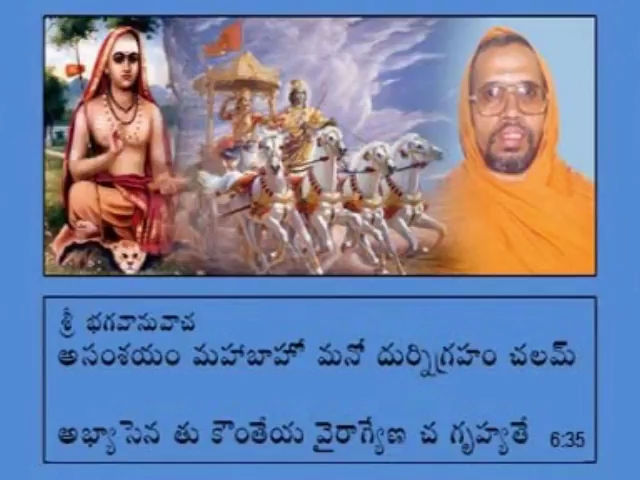 శ్రీ భగవానువాచ
అసంశయం మహాబాహో మనో దుర్నిగ్రహం చలమ్
అభ్యాసెన తు కౌంతేయ వైరాగ్యేణ చ గృహ్యతే 6:35